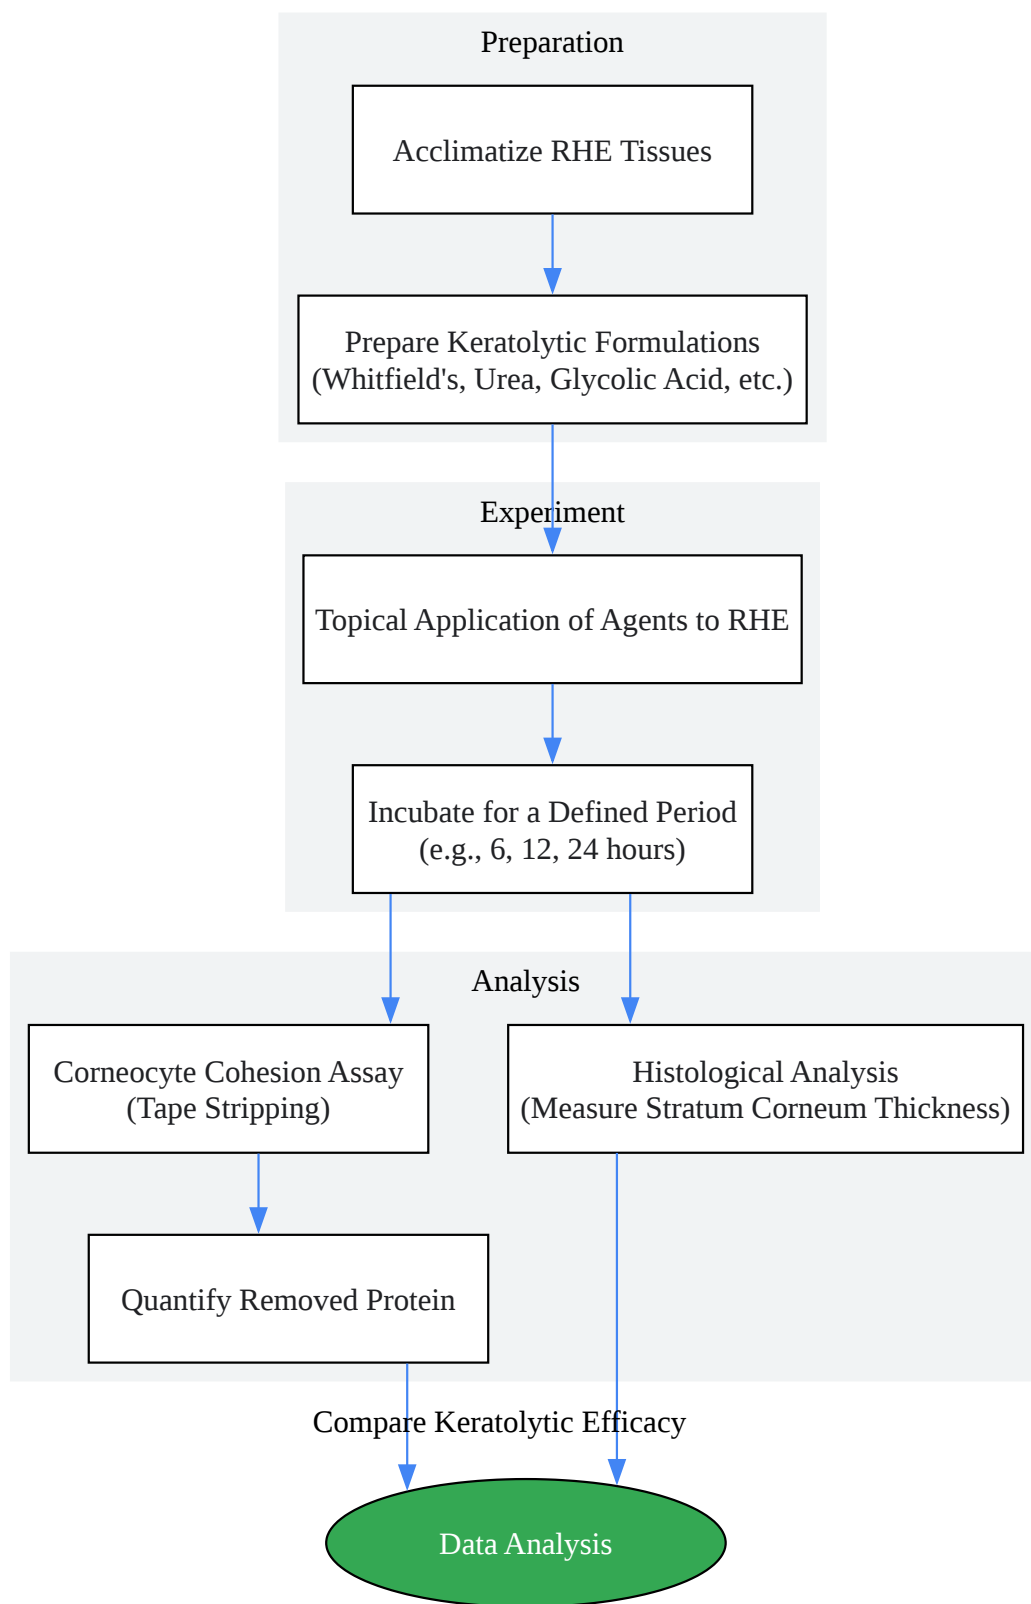 Preparation
Acclimatize RHE Tissues
Prepare Keratolytic Formulations
(Whitfield's, Urea, Glycolic Acid, etc.)
Experiment
Topical Application of Agents to RHE
Incubate for a Defined Period
(e.g., 6, 12, 24 hours)
Analysis
Corneocyte Cohesion Assay
(Tape Stripping)
Histological Analysis
(Measure Stratum Corneum Thickness)
Quantify Removed Protein
Compare Keratolytic Efficacy
Data Analysis